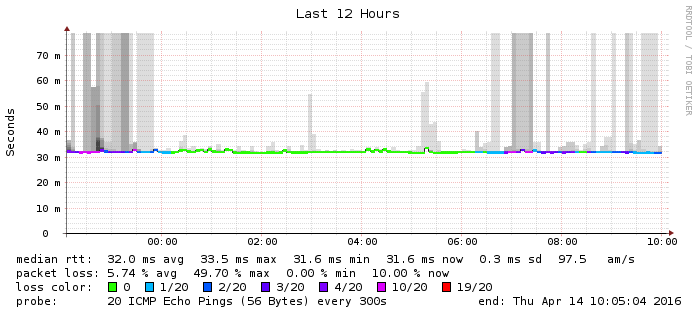 Last 12 Hours
RRDTOOL / TOBI OETIKER
Seconds
70 m
60 m
50 m
40 m
30 m
20 m
10 m
0
00:00 02:00 04:00 06:00 08:00 10:00
median rtt: 32.0 ms avg 33.5 ms max 31.6 ms min 31.6 ms now 0.3 ms sd 97.5 am/s
packet loss: 5.74 % avg 49.70 % max 0.00 % min 10.00 % now
loss color: 0 1/20 2/20 3/20 4/20 10/20 19/20
probe: 20 ICMP Echo Pings (56 Bytes) every 300s end: Thu Apr 14 10:05:04 2016